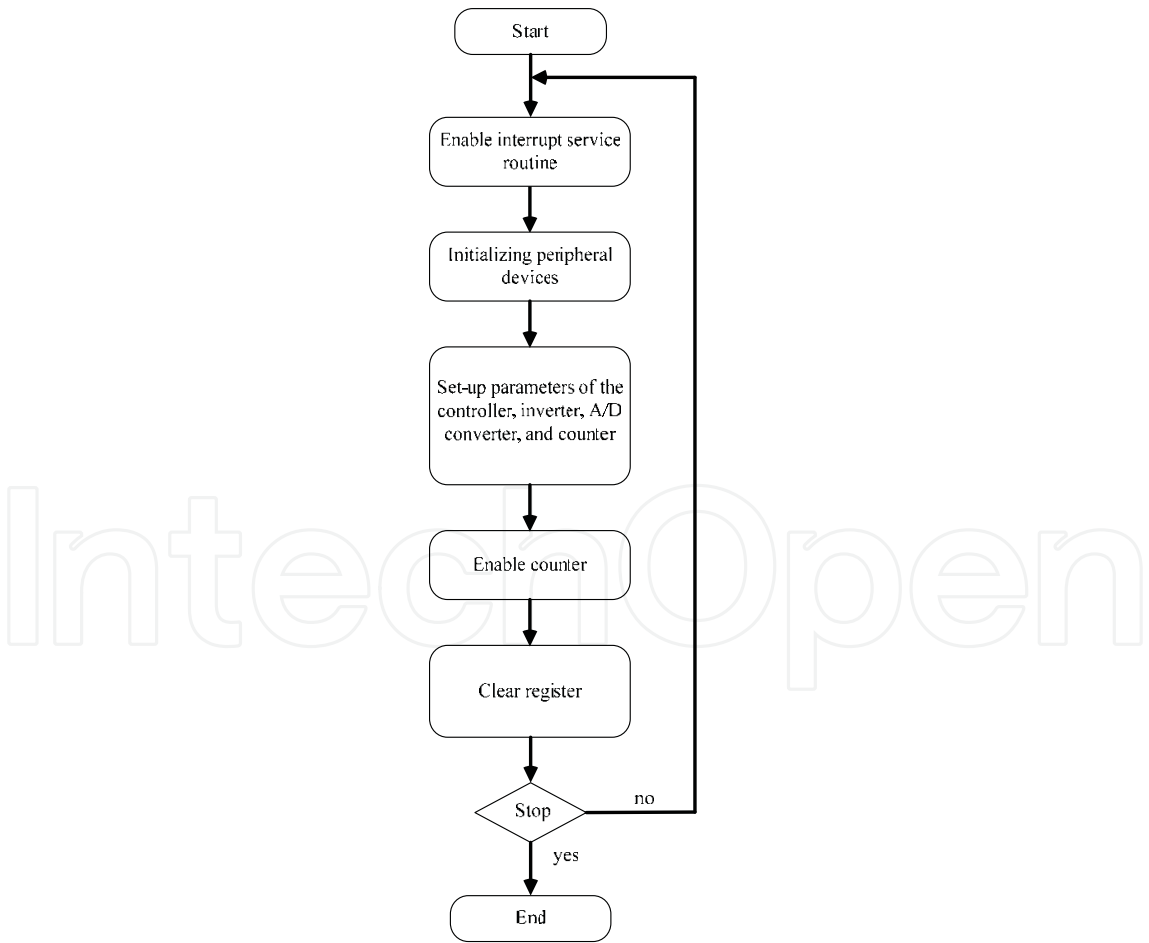 Start
Enable interrupt service
routine
Initializing peripheral
devices
Set-up parameters of the
controller, inverter, A/D
converter, and counter
Enable counter
Clear register
Stop
no
yes
End
IntechOpen